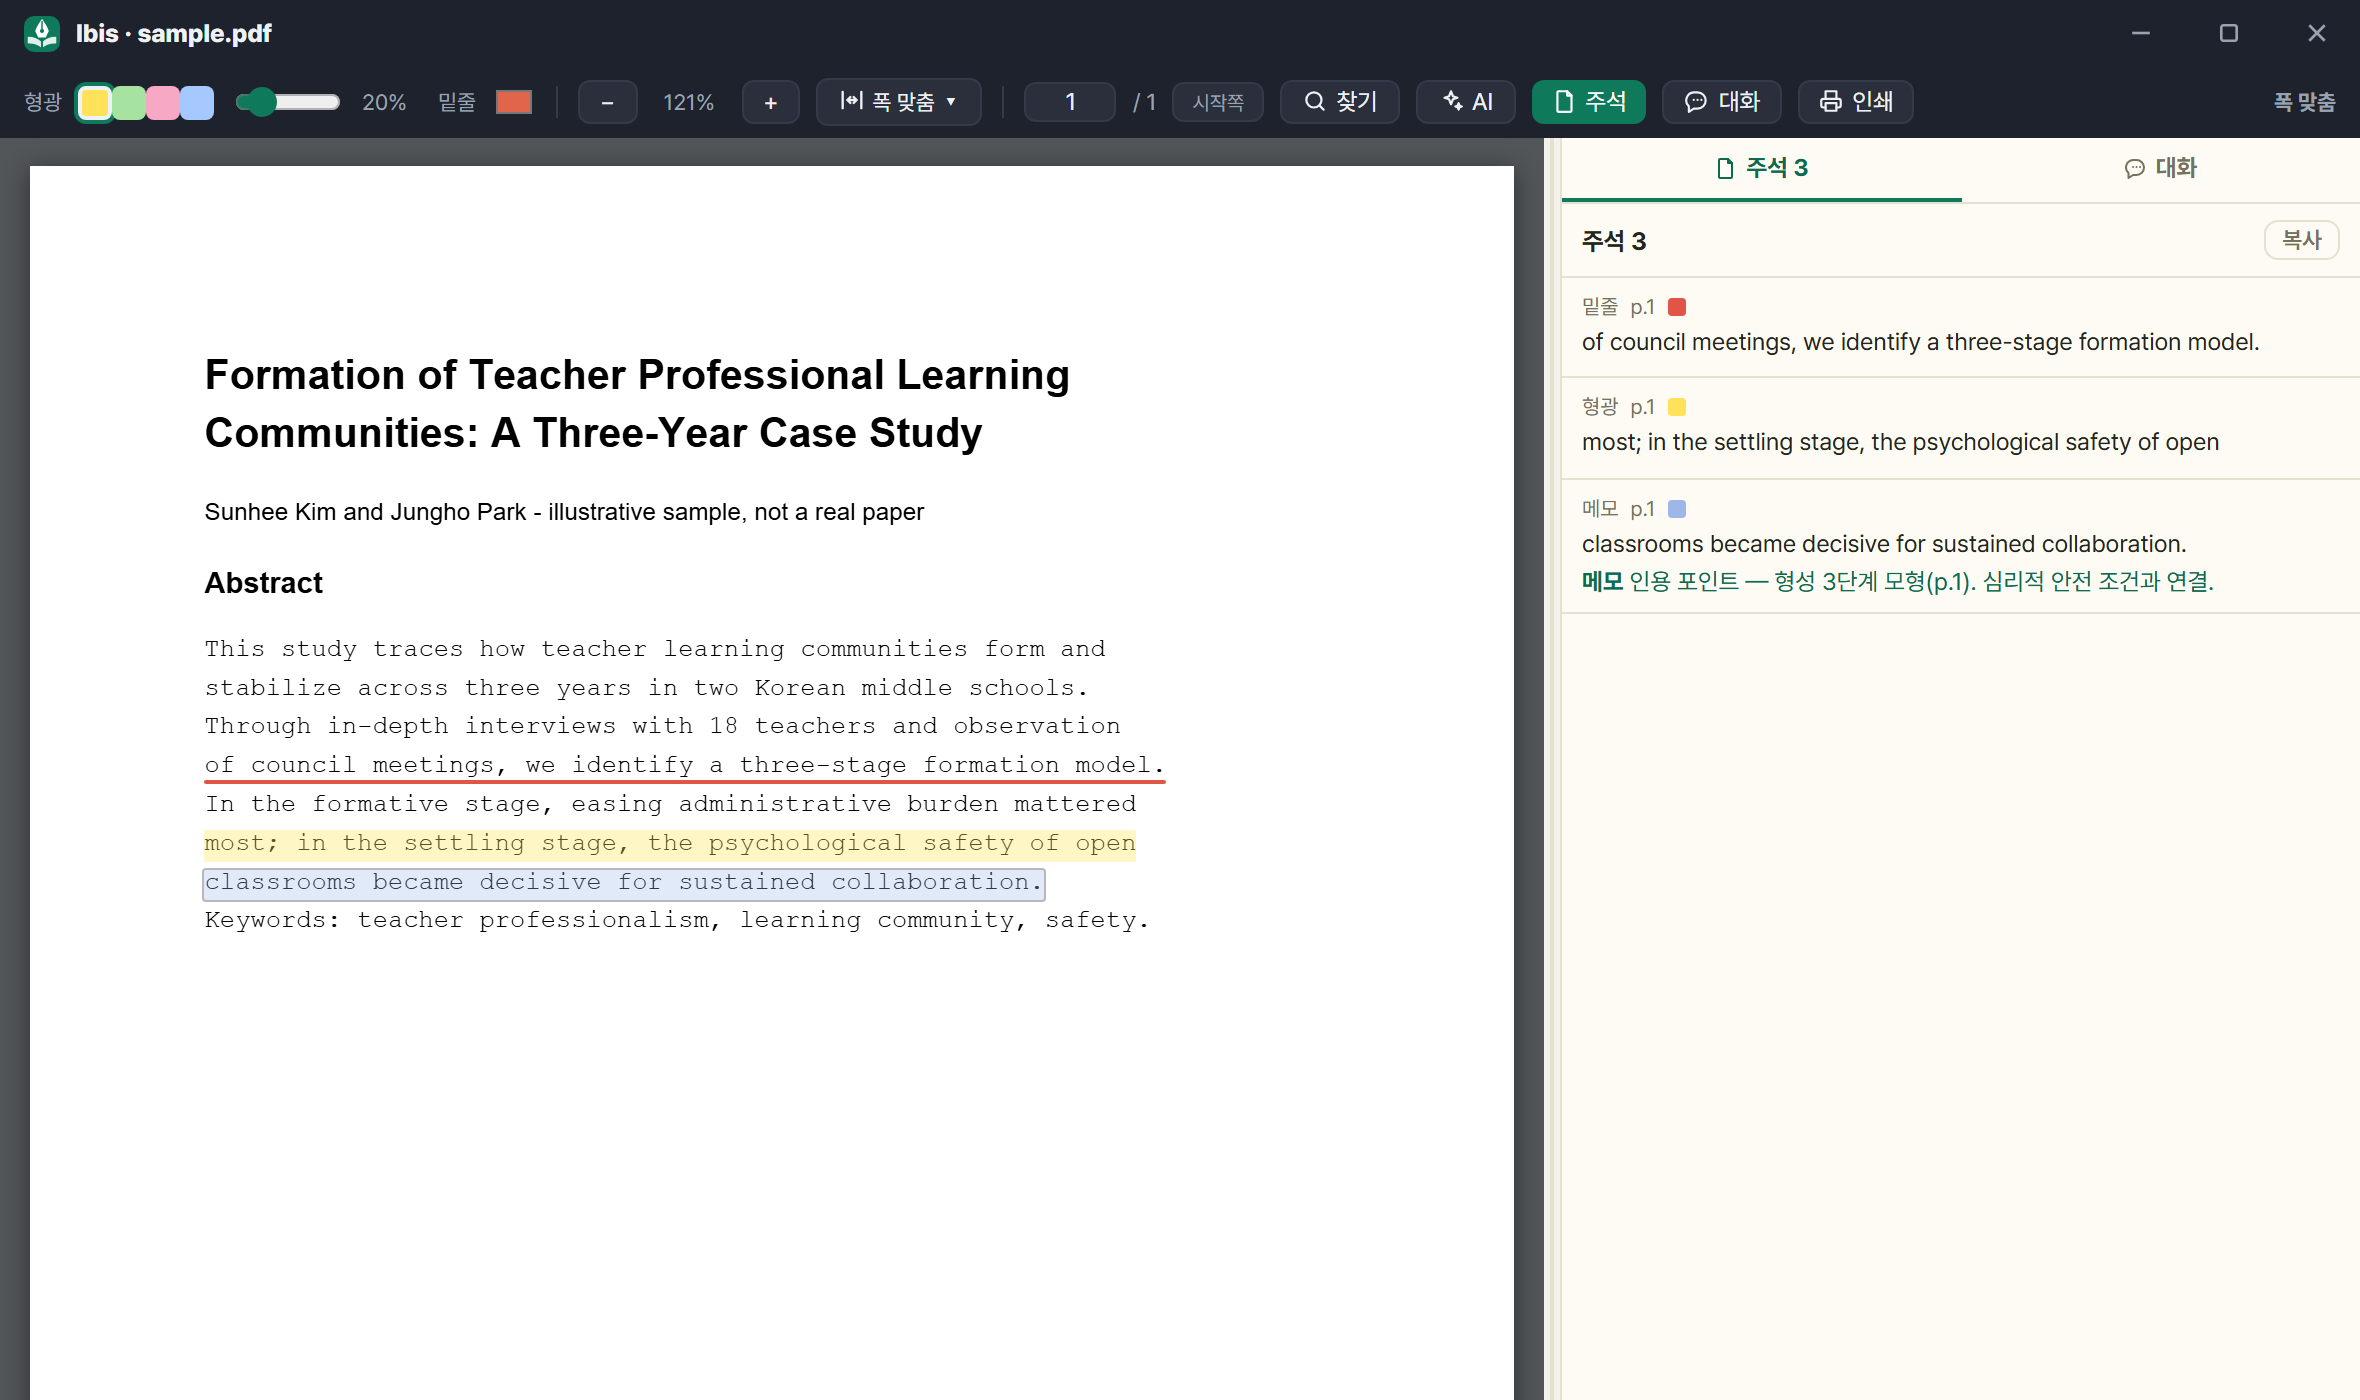 Ibis · sample.pdf
형광 20% 밑줄 − 121% + 폭 맞춤 ▼ 1 / 1 시작쪽 찾기 AI 주석 대화 인쇄 폭 맞춤
Formation of Teacher Professional Learning
Communities: A Three-Year Case Study
Sunhee Kim and Jungho Park - illustrative sample, not a real paper
Abstract
This study traces how teacher learning communities form and
stabilize across three years in two Korean middle schools.
Through in-depth interviews with 18 teachers and observation
of council meetings, we identify a three-stage formation model.
In the formative stage, easing administrative burden mattered
most; in the settling stage, the psychological safety of open
classrooms became decisive for sustained collaboration.
Keywords: teacher professionalism, learning community, safety.
주석 3 대화
주석 3 복사
밑줄 p.1
of council meetings, we identify a three-stage formation model.
형광 p.1
most; in the settling stage, the psychological safety of open
메모 p.1
classrooms became decisive for sustained collaboration.
메모 인용 포인트 — 형성 3단계 모형(p.1). 심리적 안전 조건과 연결.